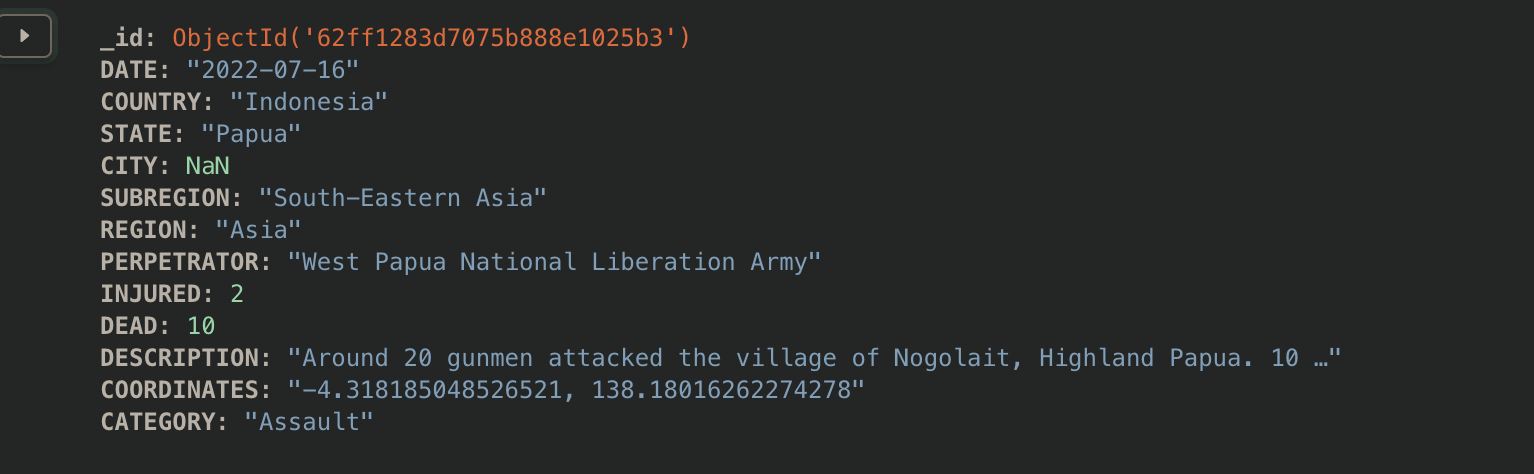 _id: ObjectId('62ff1283d7075b888e1025b3')
DATE: "2022-07-16"
COUNTRY: "Indonesia"
STATE: "Papua"
CITY: NaN
SUBREGION: "South-Eastern Asia"
REGION: "Asia"
PERPETRATOR: "West Papua National Liberation Army"
INJURED: 2
DEAD: 10
DESCRIPTION: "Around 20 gunmen attacked the village of Nogolait, Highland Papua. 10 …"
COORDINATES: "-4.318185048526521, 138.18016262274278"
CATEGORY: "Assault"